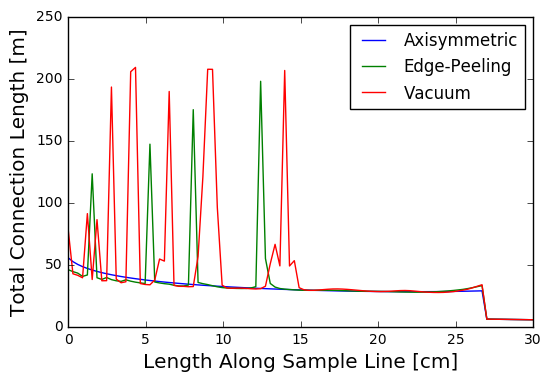 250
200
150
100
50
0
Total Connection Length [m]
Axisymmetric
Edge-Peeling
Vacuum
0 5 10 15 20 25 30
Length Along Sample Line [cm]